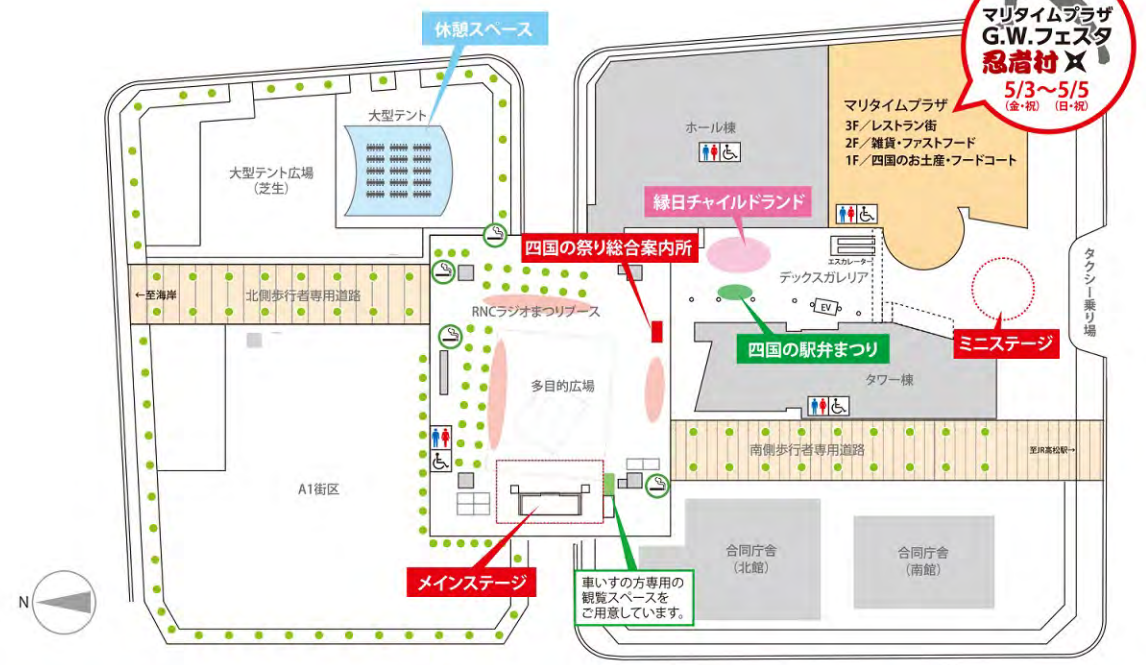 マリタイムプラザ
G.W.フェスタ
忍者村
5/3〜5/5
(金・祝) (日・祝)
休憩スペース
大型テント
大型テント広場
(芝生)
ホール棟
マリタイムプラザ
3F/レストラン街
2F/雑貨・ファストフード
1F/四国のお土産・フードコート
縁日チャイルドランド
四国の祭り総合案内所
エスカレーター
デックスガレリア
タクシー乗り場
←至海岸
北側歩行者専用道路
RNCラジオまつりブース
EV
四国の駅弁まつり
ミニステージ
タワー棟
多目的広場
南側歩行者専用道路
至JR高松駅→
A1街区
合同庁舎
(北館)
合同庁舎
(南館)
メインステージ
車いすの方専用の
観覧スペースを
ご用意しています。
N